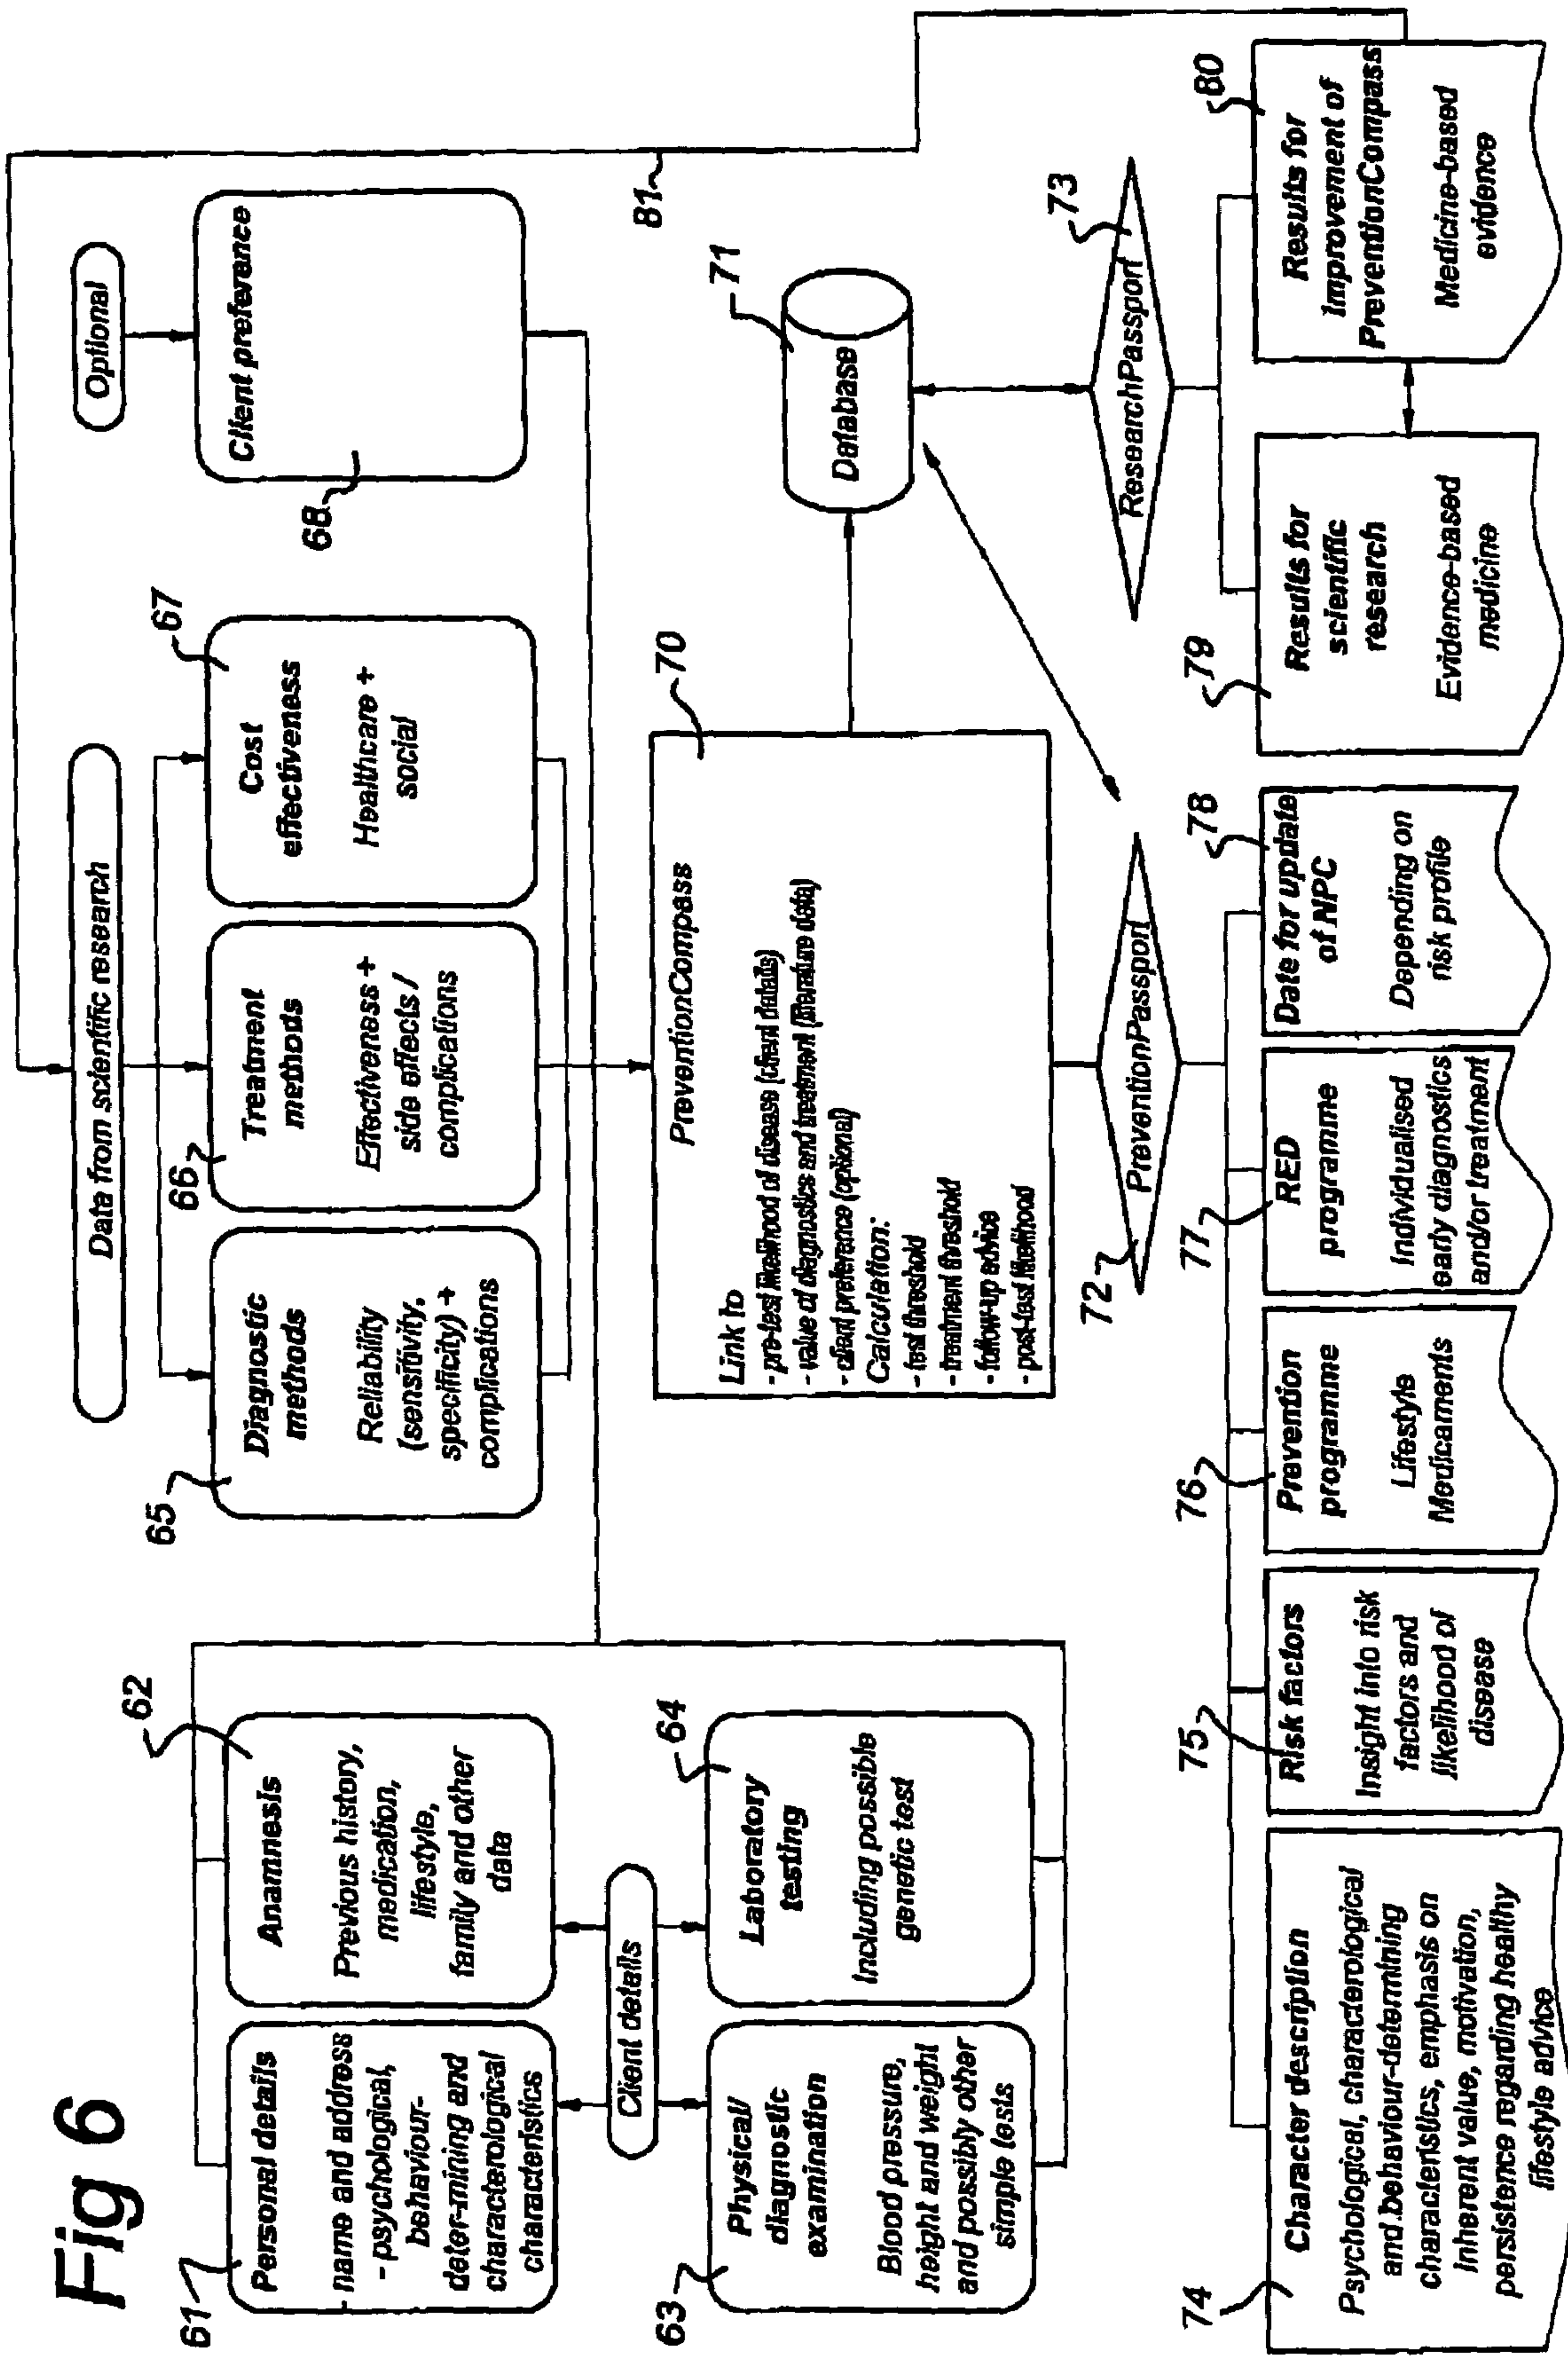 Fig 6
61
Personal details
- name and address
- psychological,
behaviour-
deter-mining and
characterological
characteristics
62
Anamnesis
Previous history,
medication,
lifestyle,
family and other
data
Client details
63
Physical/
diagnostic
examination
Blood pressure,
height and weight
and possibly other
simple tests
64
Laboratory
testing
Including possible
genetic test
Data from scientific research
65
Diagnostic
methods
Reliability
(sensitivity,
specificity) +
complications
66
Treatment
methods
Effectiveness +
side effects /
complications
67
Cost
effectiveness
Healthcare +
social
Optional
68
Client preference
81
70
PreventionCompass
Link to
- pre-test likelihood of disease (client details)
- value of diagnostics and treatment (literature data)
- client preference (optional)
Calculation:
- test threshold
- treatment threshold
- follow-up advice
- post-test likelihood
71
Database
72
PreventionPassport
73
ResearchPassport
74
Character description
Psychological, characterological
and behaviour-determining
characteristics, emphasis on
inherent value, motivation,
persistence regarding healthy
lifestyle advice
75
Risk factors
Insight into risk
factors and
likelihood of
disease
76
Prevention
programme
Lifestyle
Medicaments
77
RED
programme
Individualised
early diagnostics
and/or treatment
78
Date for update
of NPC
Depending on
risk profile
79
Results for
scientific
research
Evidence-based
medicine
80
Results for
improvement of
PreventionCompass
Medicine-based
evidence